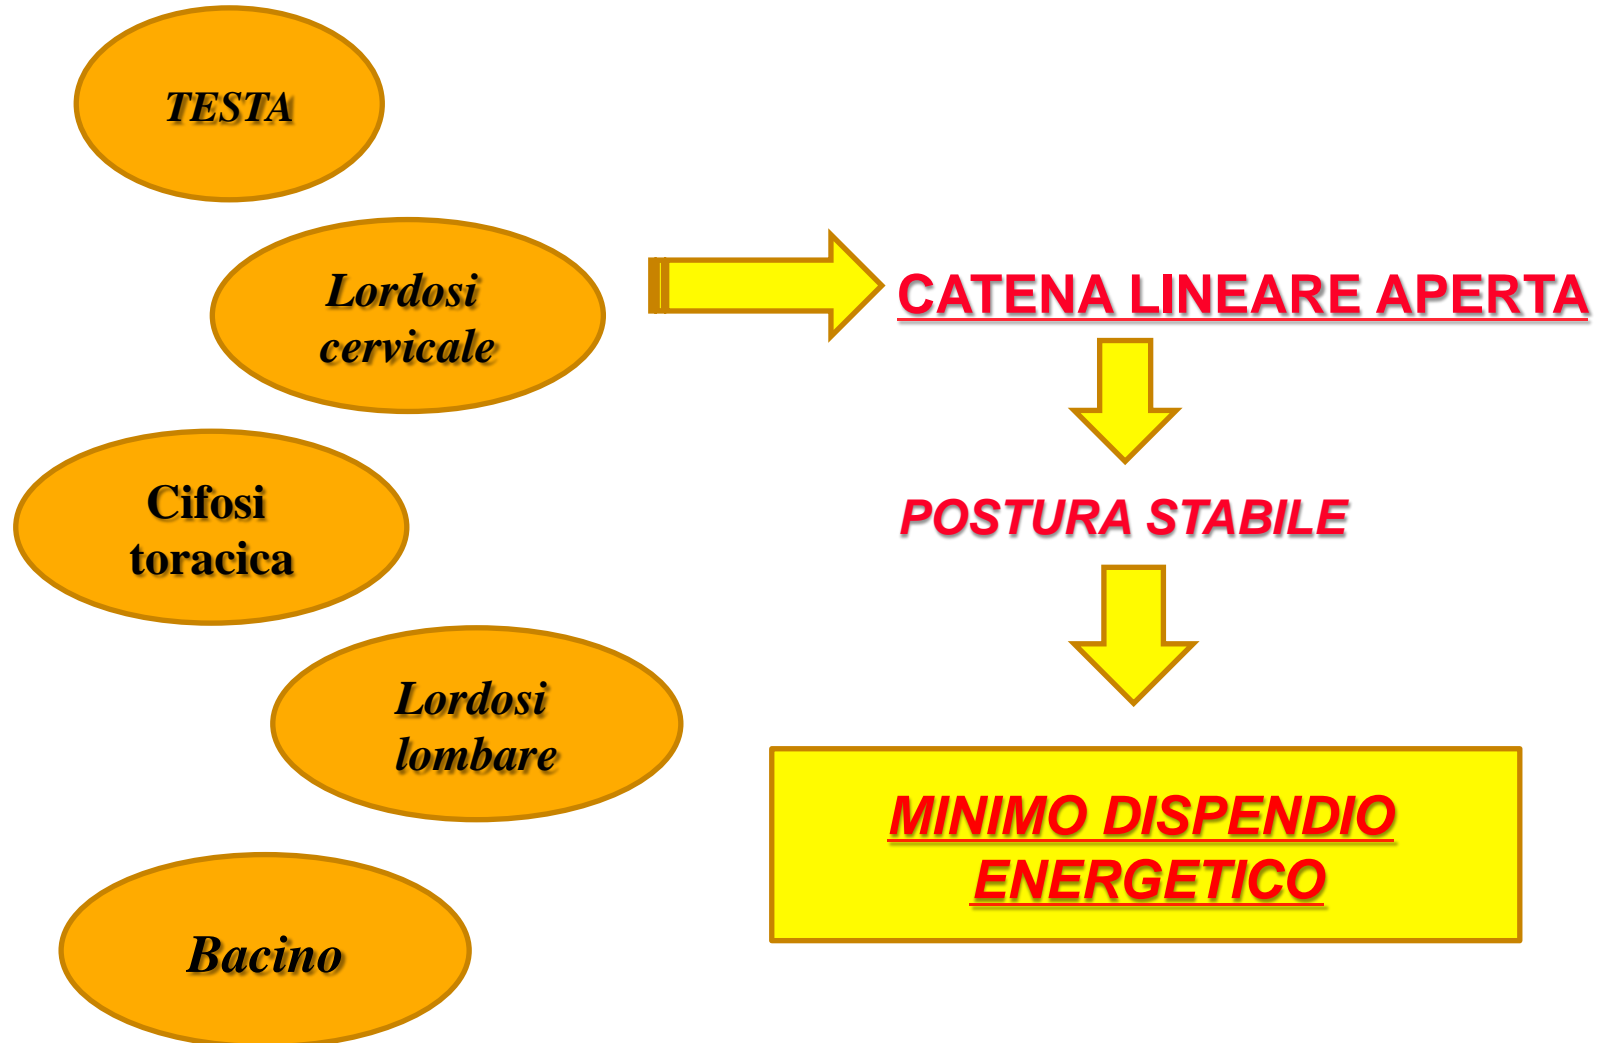 TESTA
Lordosi
cervicale
Cifosi
toracica
Lordosi
lombare
Bacino
CATENA LINEARE APERTA
POSTURA STABILE
MINIMO DISPENDIO
ENERGETICO